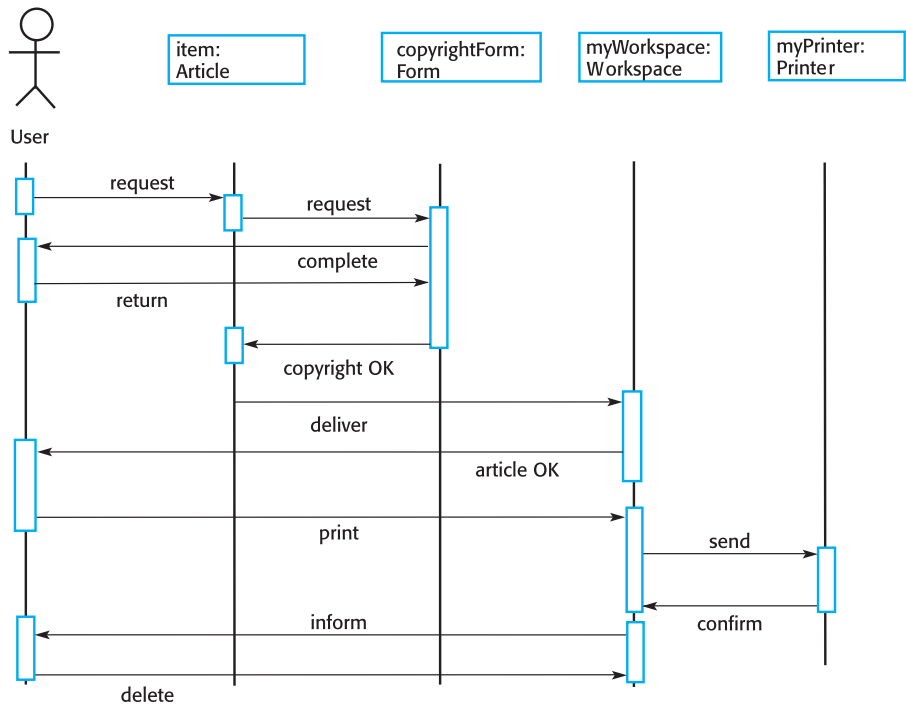 item:
Article
copyrightForm:
Form
myWorkspace:
Workspace
myPrinter:
Printer
User
request
request
complete
return
copyright OK
deliver
article OK
print
send
confirm
inform
delete